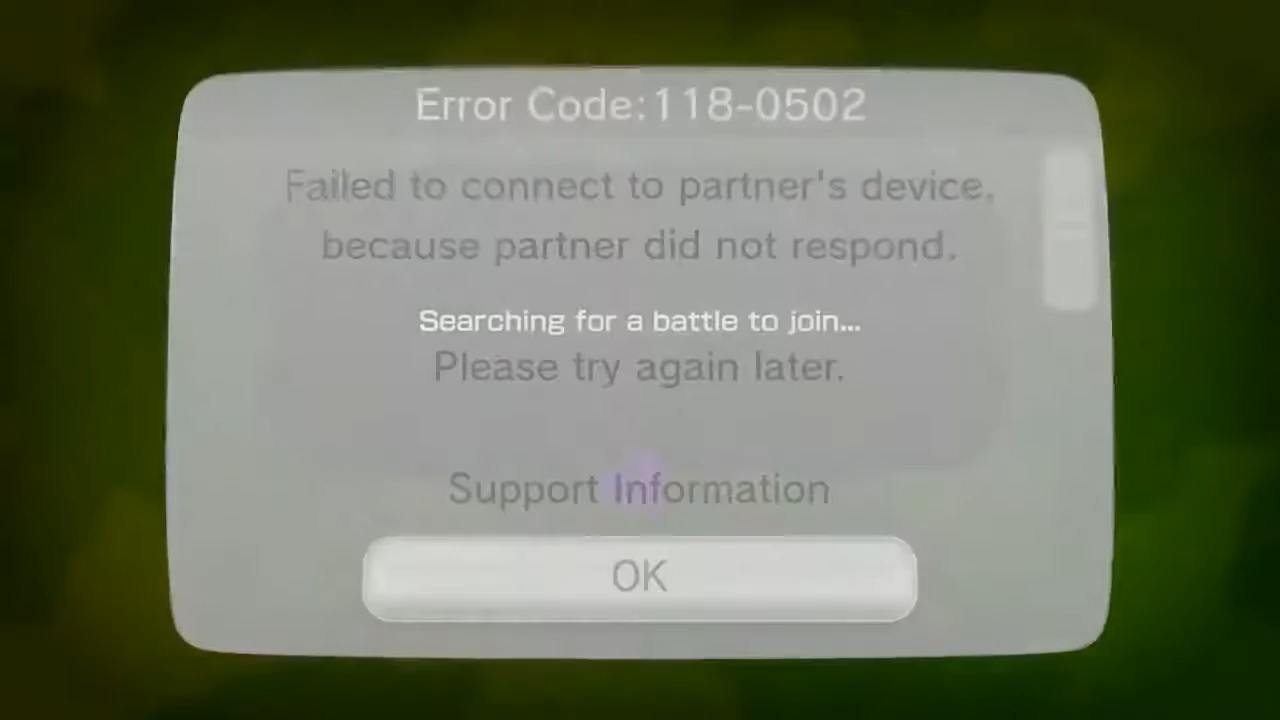 Error Code:118-0502
Failed to connect to partner's device,
because partner did not respond.
Searching for a battle to join...
Please try again later.
Support Information
OK